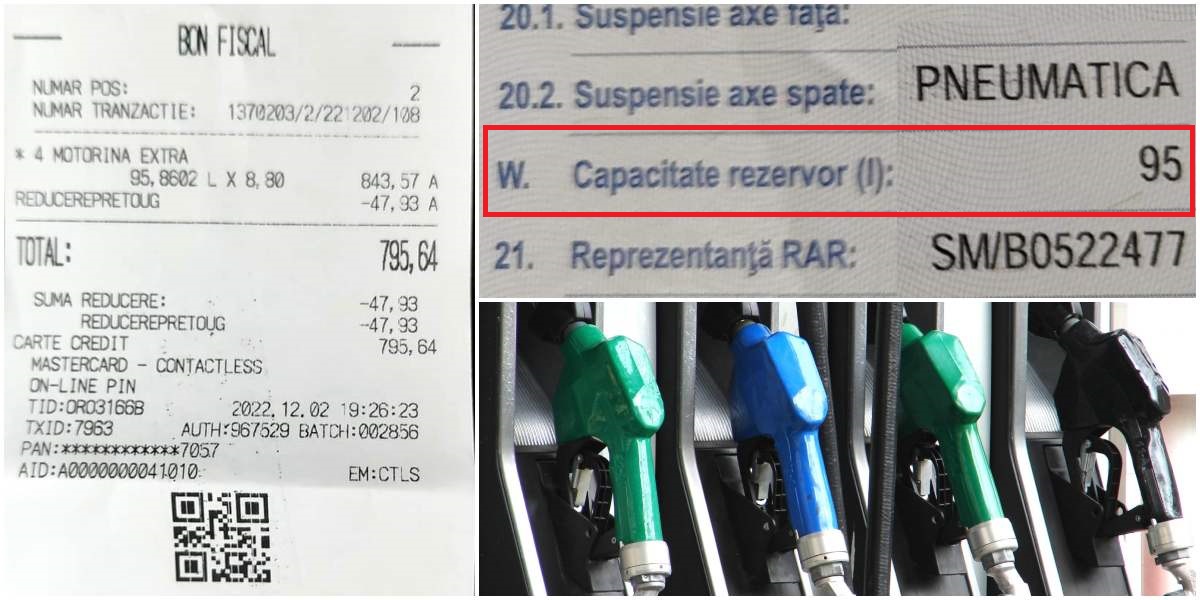 BON FISCAL
NUMAR POS: 2
NUMAR TRANZACTIE: 1370203/2/221202/108
* 4 MOTORINA EXTRA
95,8602 L X 8,80 843,57 A
REDUCEREPRETOUG -47,93 A
TOTAL: 795,64
SUMA REDUCERE: -47,93
REDUCEREPRETOUG -47,93
CARTE CREDIT 795,64
MASTERCARD - CONTACTLESS
ON-LINE PIN
TID:ORO3166B 2022.12.02 19:26:23
TXID:7963 AUTH:967529 BATCH:002856
PAN:************7057
AID:A0000000041010 EM:CTLS
20.1. Suspensie axe faţă:
20.2. Suspensie axe spate: PNEUMATICA
W. Capacitate rezervor (l): 95
21. Reprezentanţă RAR: SM/B0522477